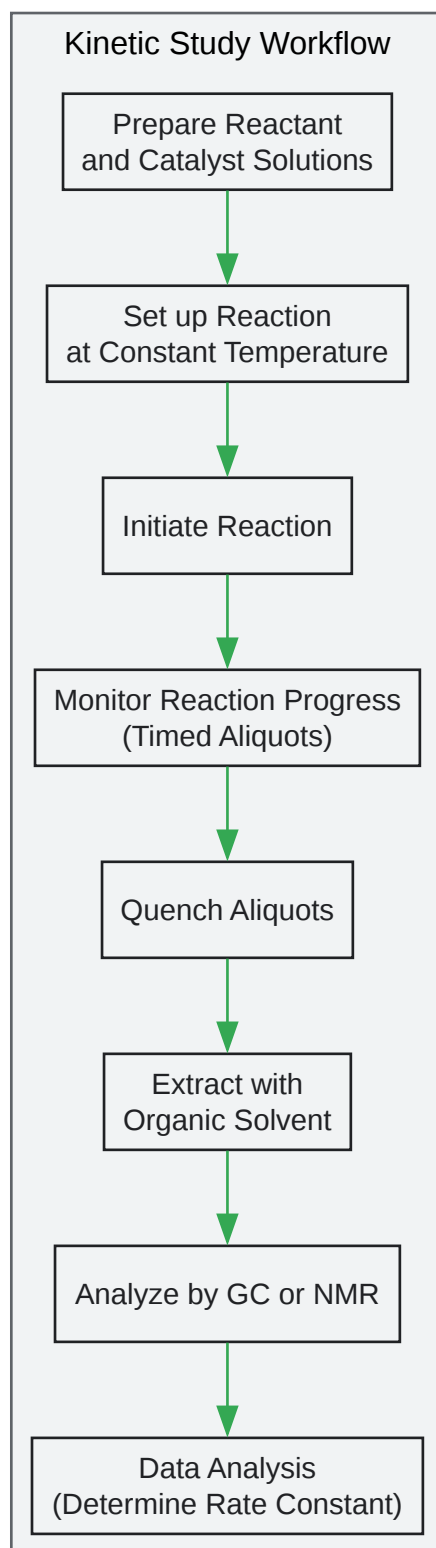 Kinetic Study Workflow
Prepare Reactant
and Catalyst Solutions
Set up Reaction
at Constant Temperature
Initiate Reaction
Monitor Reaction Progress
(Timed Aliquots)
Quench Aliquots
Extract with
Organic Solvent
Analyze by GC or NMR
Data Analysis
(Determine Rate Constant)